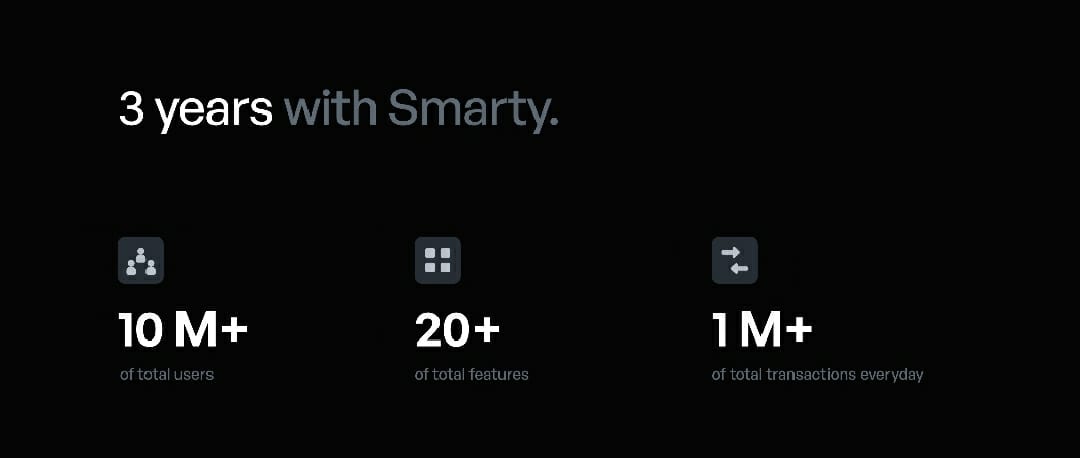 3 years with Smarty.
10 M+
of total users
20+
of total features
1 M+
of total transactions everyday